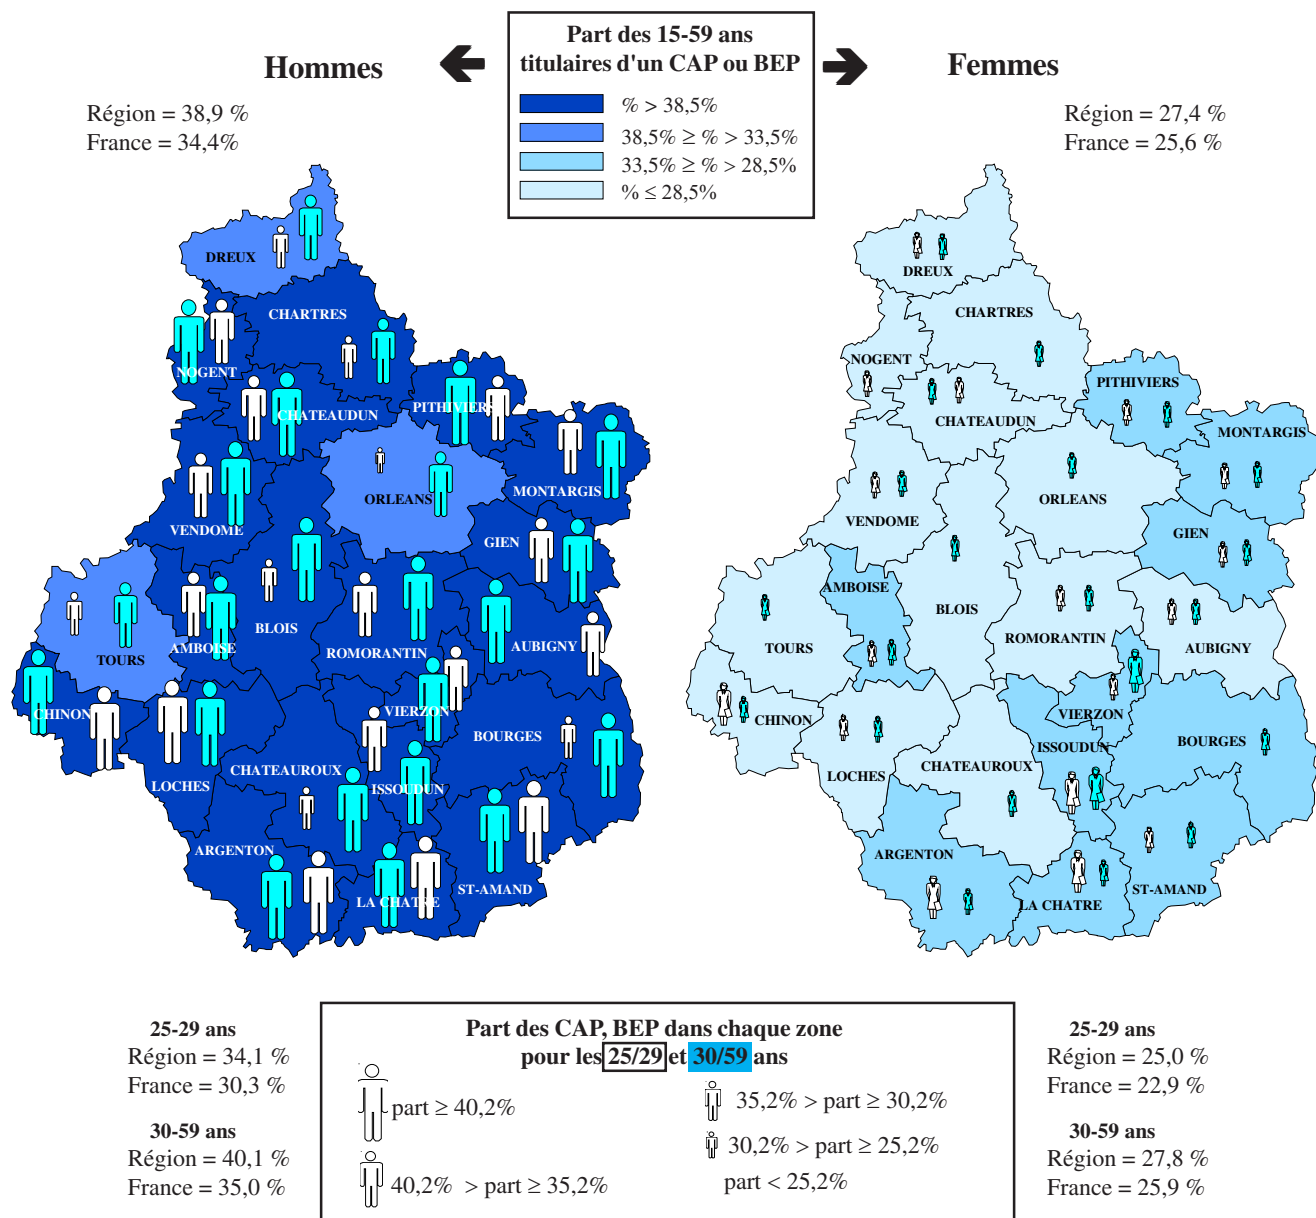 Part des 15-59 ans
titulaires d'un CAP ou BEP
% > 38,5%
38,5% ≥ % > 33,5%
33,5% ≥ % > 28,5%
% ≤ 28,5%
Hommes
Région = 38,9 %
France = 34,4%
Femmes
Région = 27,4 %
France = 25,6 %
DREUX
CHARTRES
NOGENT
CHATEAUDUN
PITHIVIERS
MONTARGIS
ORLEANS
VENDOME
GIEN
AMBOISE
BLOIS
ROMORANTIN
AUBIGNY
TOURS
CHINON
VIERZON
BOURGES
LOCHES
CHATEAUROUX
ISSOUDUN
ARGENTON
LA CHATRE
ST-AMAND
DREUX
CHARTRES
NOGENT
PITHIVIERS
CHATEAUDUN
MONTARGIS
ORLEANS
VENDOME
GIEN
AMBOISE
BLOIS
ROMORANTIN
TOURS
AUBIGNY
CHINON
VIERZON
ISSOUDUN
BOURGES
LOCHES
CHATEAUROUX
ARGENTON
ST-AMAND
LA CHATRE
25-29 ans
Région = 34,1 %
France = 30,3 %
30-59 ans
Région = 40,1 %
France = 35,0 %
Part des CAP, BEP dans chaque zone
pour les 25/29 et 30/59 ans
part ≥ 40,2%
40,2% > part ≥ 35,2%
35,2% > part ≥ 30,2%
30,2% > part ≥ 25,2%
part < 25,2%
25-29 ans
Région = 25,0 %
France = 22,9 %
30-59 ans
Région = 27,8 %
France = 25,9 %